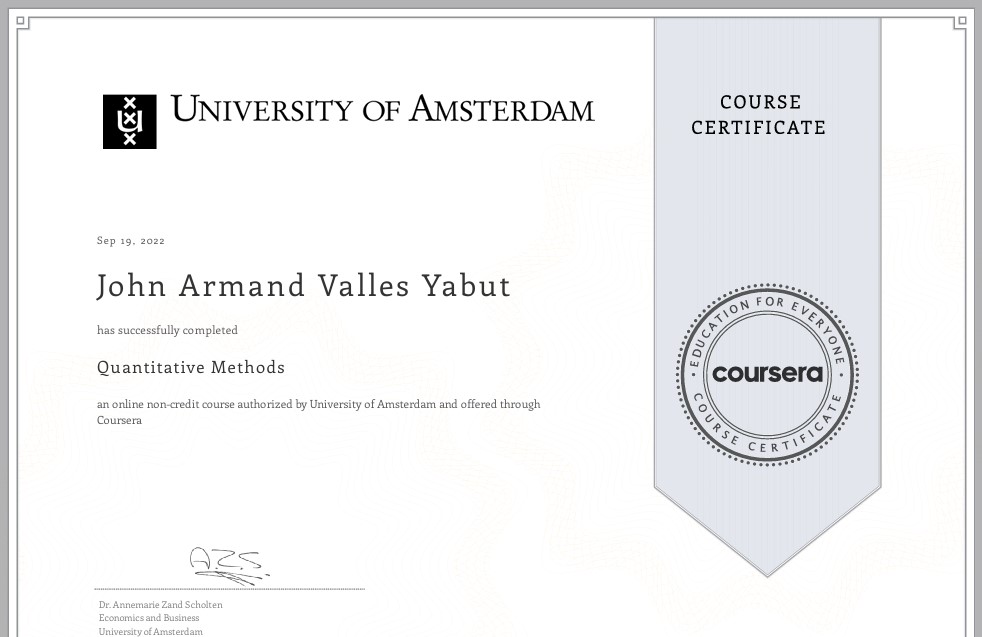 UNIVERSITY OF AMSTERDAM
COURSE
CERTIFICATE
Sep 19, 2022
John Armand Valles Yabut
has successfully completed
Quantitative Methods
an online non-credit course authorized by University of Amsterdam and offered through
Coursera
EDUCATION FOR EVERYONE
coursera
COURSE CERTIFICATE
A.Z.S.
Dr. Annemarie Zand Scholten
Economics and Business
University of Amsterdam